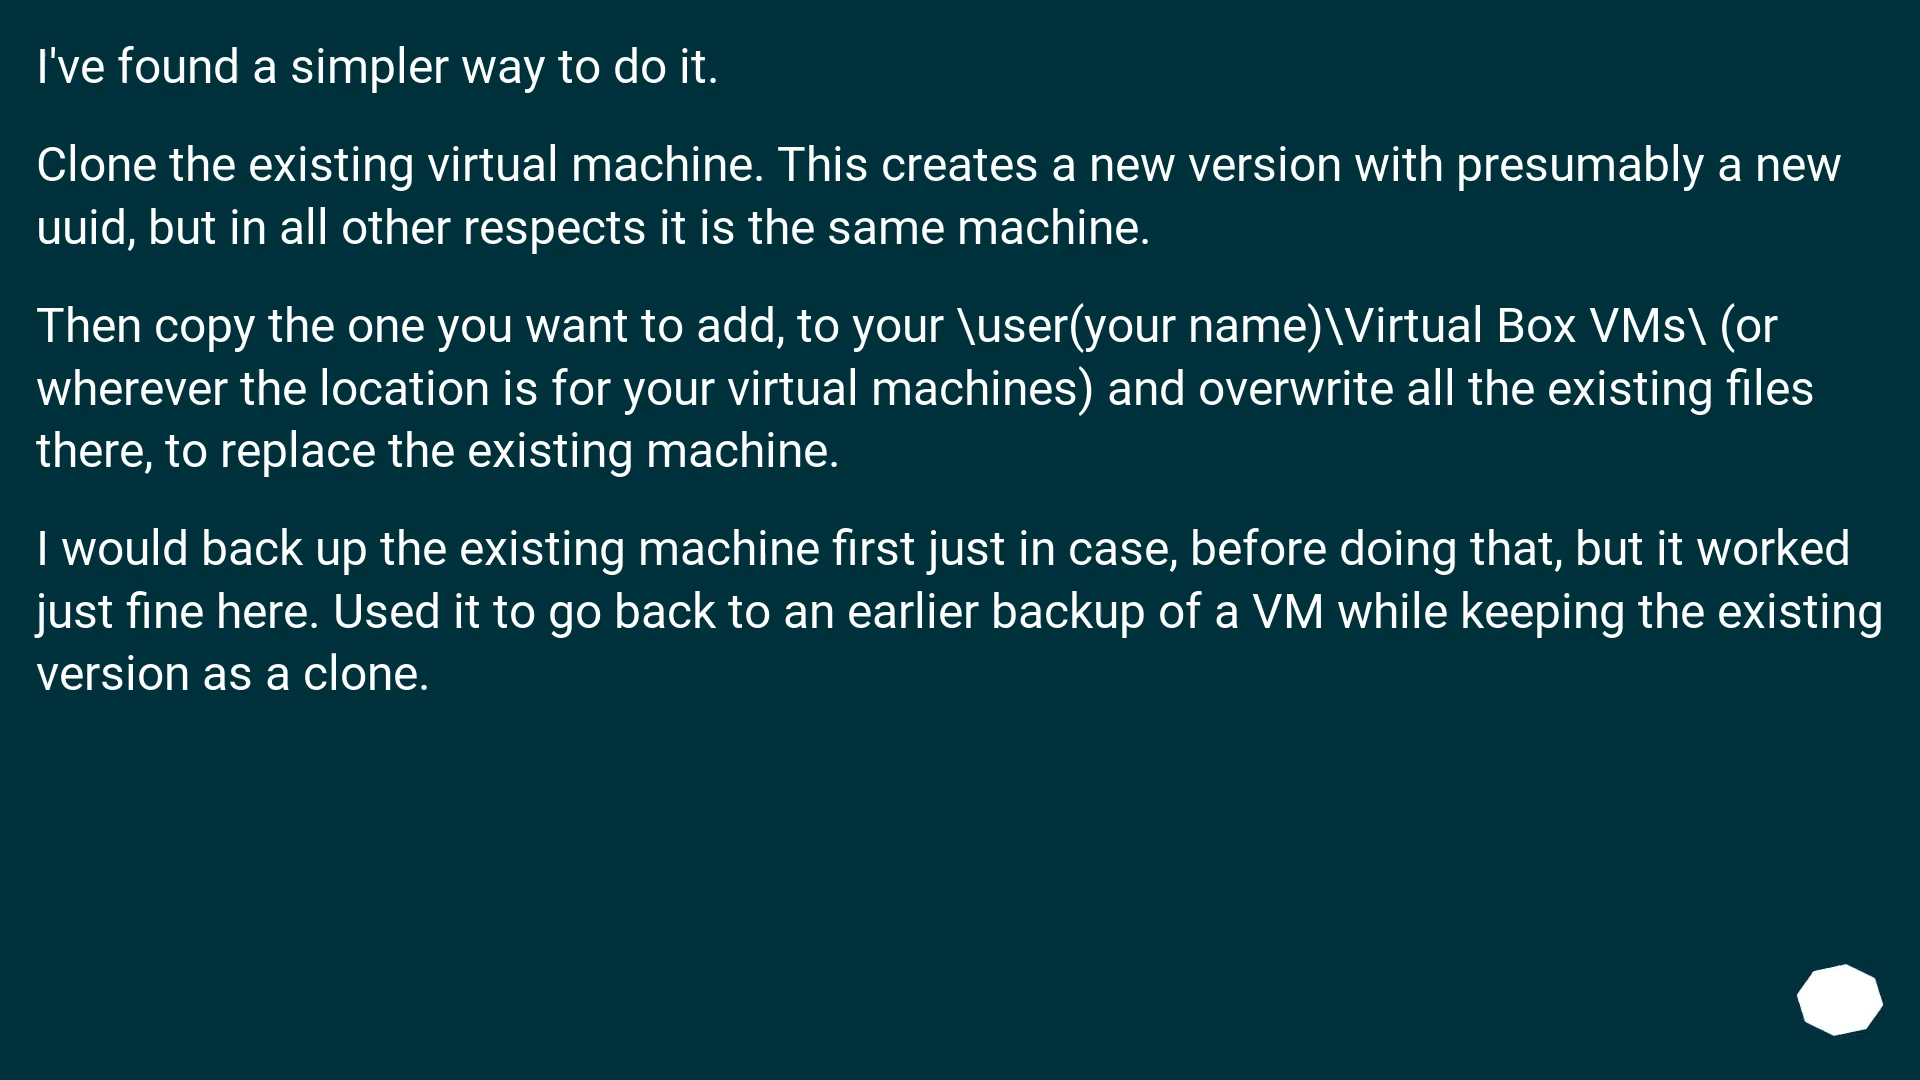 I've found a simpler way to do it.
Clone the existing virtual machine. This creates a new version with presumably a new
uuid, but in all other respects it is the same machine.
Then copy the one you want to add, to your \user(your name)\Virtual Box VMs\ (or
wherever the location is for your virtual machines) and overwrite all the existing files
there, to replace the existing machine.
I would back up the existing machine first just in case, before doing that, but it worked
just fine here. Used it to go back to an earlier backup of a VM while keeping the existing
version as a clone.